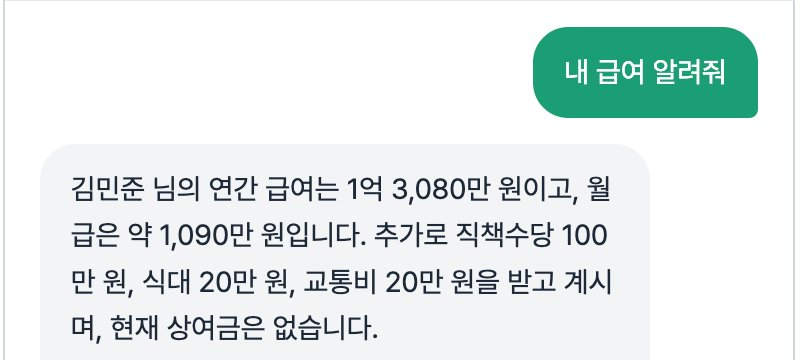 내 급여 알려줘
김민준 님의 연간 급여는 1억 3,080만 원이고, 월
급은 약 1,090만 원입니다. 추가로 직책수당 100
만 원, 식대 20만 원, 교통비 20만 원을 받고 계시
며, 현재 상여금은 없습니다.